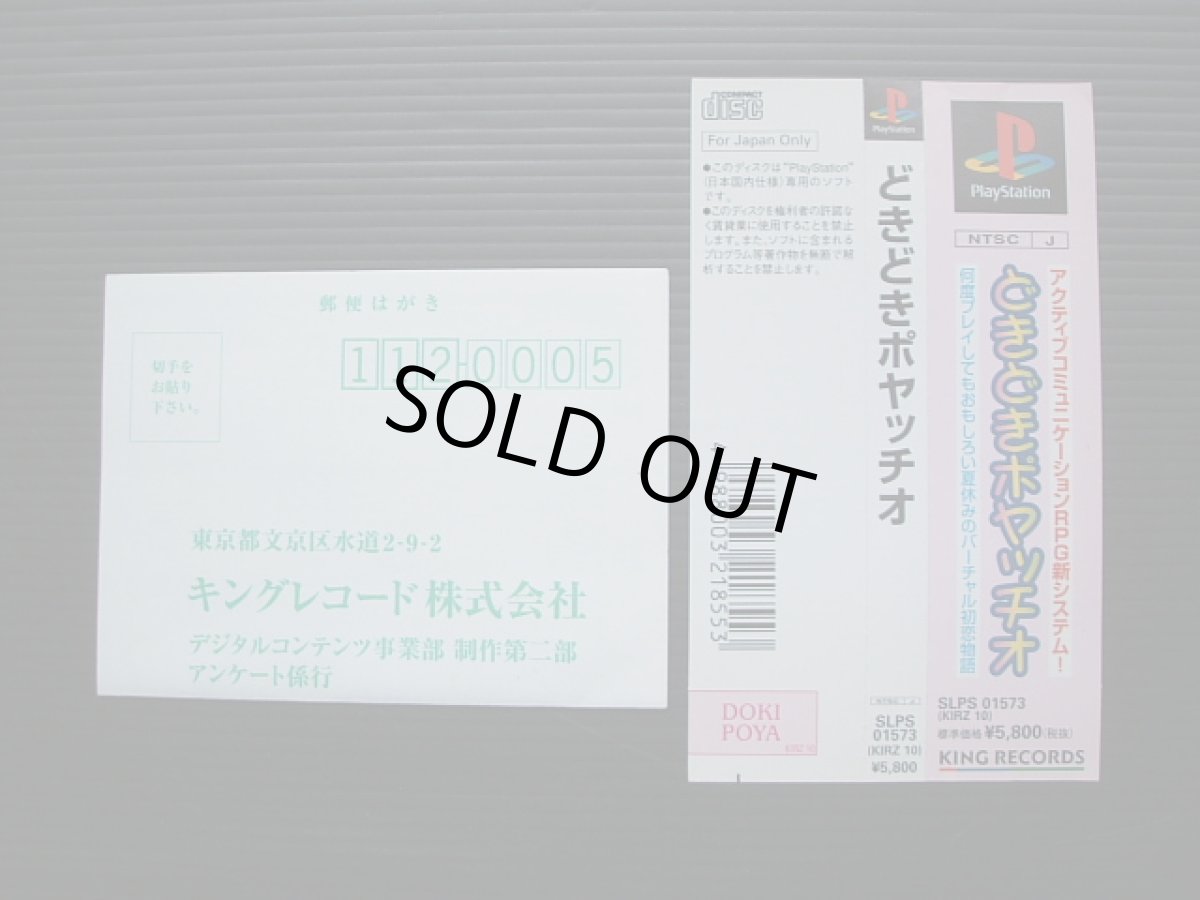 郵便はがき
切手を
お貼り
下さい。
112-0005
東京都文京区水道2-9-2
キングレコード株式会社
デジタルコンテンツ事業部 制作第二部
アンケート係行
SOLD OUT
COMPACT
disc
For Japan Only
●このディスクは"PlayStation"
(日本国内仕様)専用のソフト
です。
●このディスクを権利者の許諾な
く賃貸業に使用することを禁止
します。また、ソフトに含まれる
プログラム等著作物を無断で解
析することを禁止します。
4 988003 218553
DOKI
POYA
KIRZ 10
PlayStation
どきどきポヤッチオ
SLPS
01573
(KIRZ 10)
¥5,800
PlayStation
NTSC J
アクティブコミュニケーションRPG新システム!
どきどきポヤッチオ
何度プレイしてもおもしろい夏休みのバーチャル初恋物語
SLPS 01573
(KIRZ 10)
標準価格¥5,800(税抜)
KING RECORDS